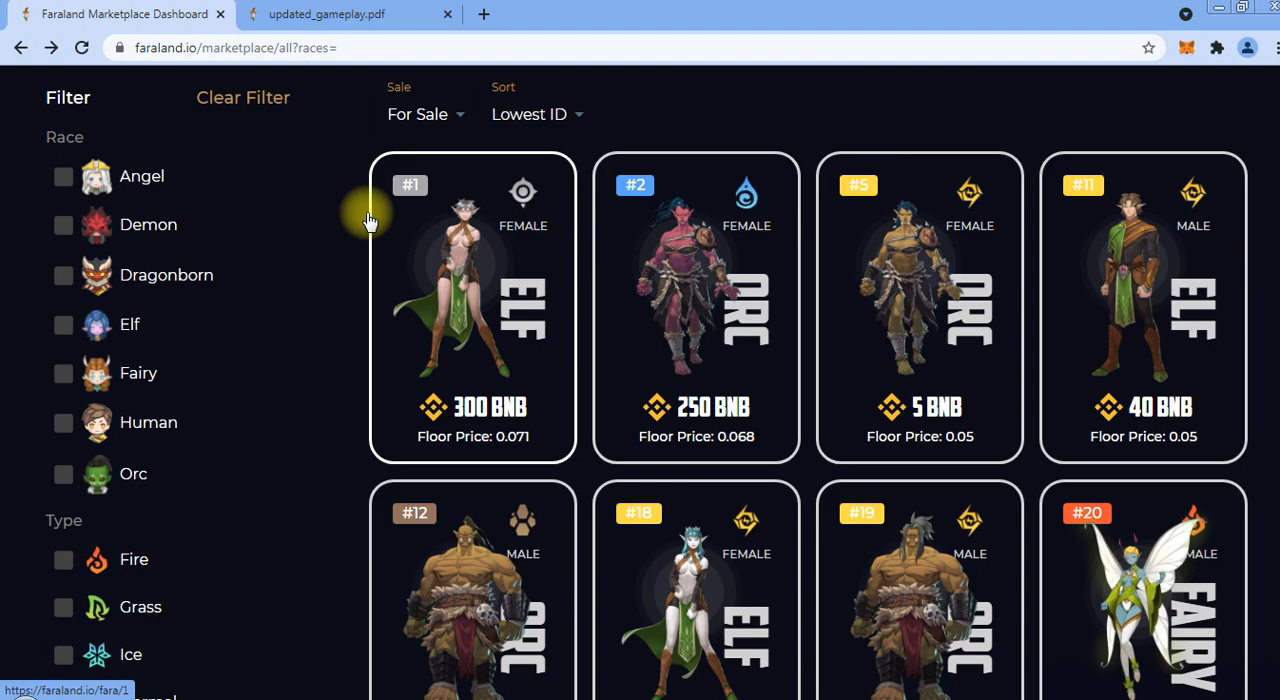 Faraland Marketplace Dashboard
updated_gameplay.pdf
faraland.io/marketplace/all?races=
Filter
Clear Filter
Race
Angel
Demon
Dragonborn
Elf
Fairy
Human
Orc
Type
Fire
Grass
Ice
Sale
For Sale
Sort
Lowest ID
#1
FEMALE
ELF
300 BNB
Floor Price: 0.071
#2
FEMALE
ORC
250 BNB
Floor Price: 0.068
#5
FEMALE
ORC
5 BNB
Floor Price: 0.05
#11
MALE
ELF
40 BNB
Floor Price: 0.05
#12
MALE
ORC
#18
FEMALE
ELF
#19
MALE
ORC
#20
MALE
FAIRY
https://faraland.io/fara/1